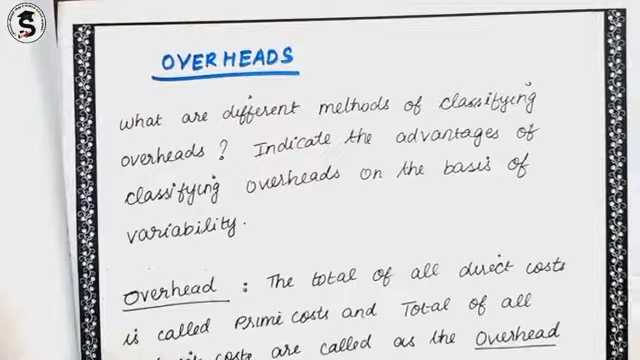 OVERHEADS
What are different methods of classifying
overheads? Indicate the advantages of
classifying overheads on the basis of
variability.
Overhead : The total of all direct costs
is called Prime costs and Total of all
costs are called as the Overhead